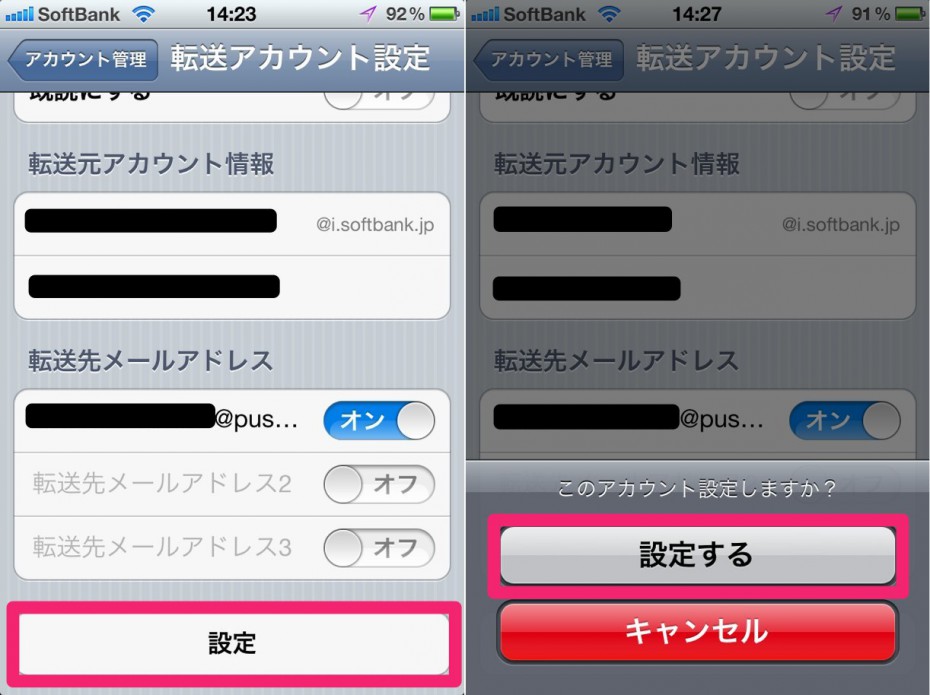 SoftBank 14:23 92%
アカウント管理 転送アカウント設定
既読にする オフ
転送元アカウント情報
@i.softbank.jp
転送先メールアドレス
@pus... オン
転送先メールアドレス2 オフ
転送先メールアドレス3 オフ
設定
SoftBank 14:27 91%
アカウント管理 転送アカウント設定
既読にする オフ
転送元アカウント情報
@i.softbank.jp
転送先メールアドレス
@pus... オン
このアカウント設定しますか？
設定する
キャンセル